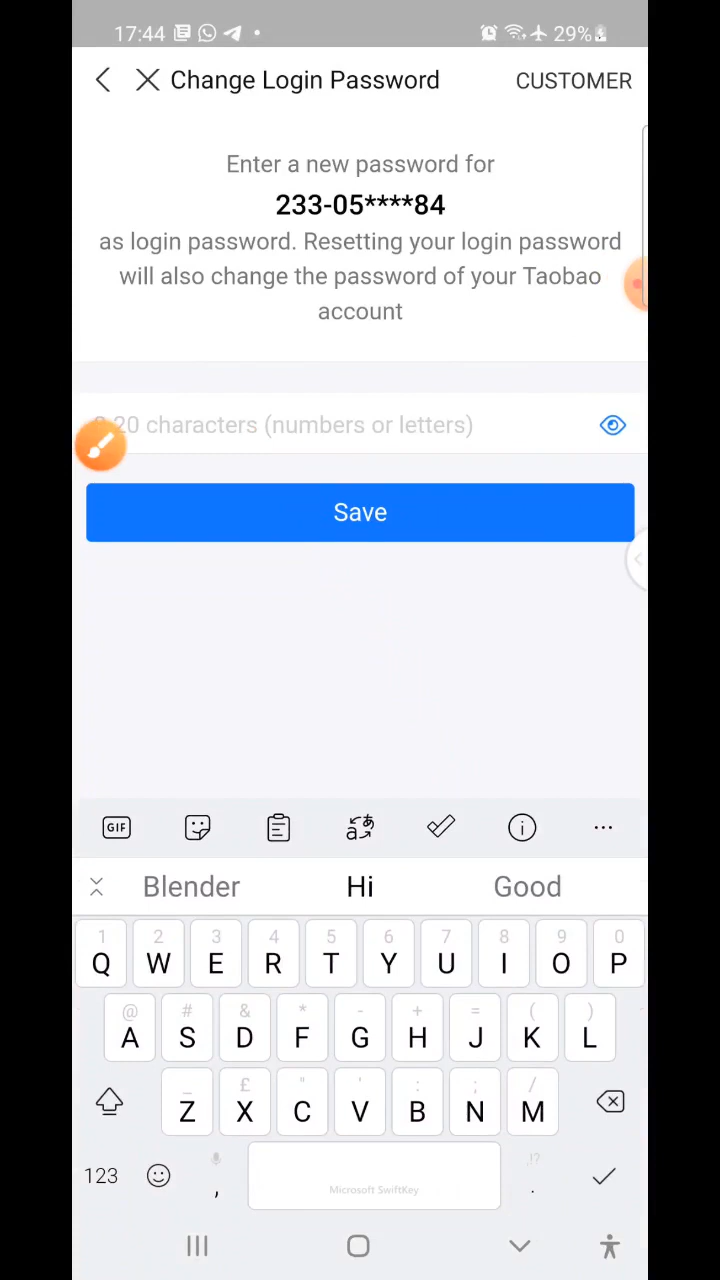 17:44 29%
Change Login Password CUSTOMER
Enter a new password for
233-05****84
as login password. Resetting your login password
will also change the password of your Taobao
account
20 characters (numbers or letters)
Save
GIF
Blender Hi Good
1 2 3 4 5 6 7 8 9 0
Q W E R T Y U I O P
@ # & * - + = ( )
A S D F G H J K L
_ £ " ' : ; /
Z X C V B N M
123 , Microsoft SwiftKey ,!? .